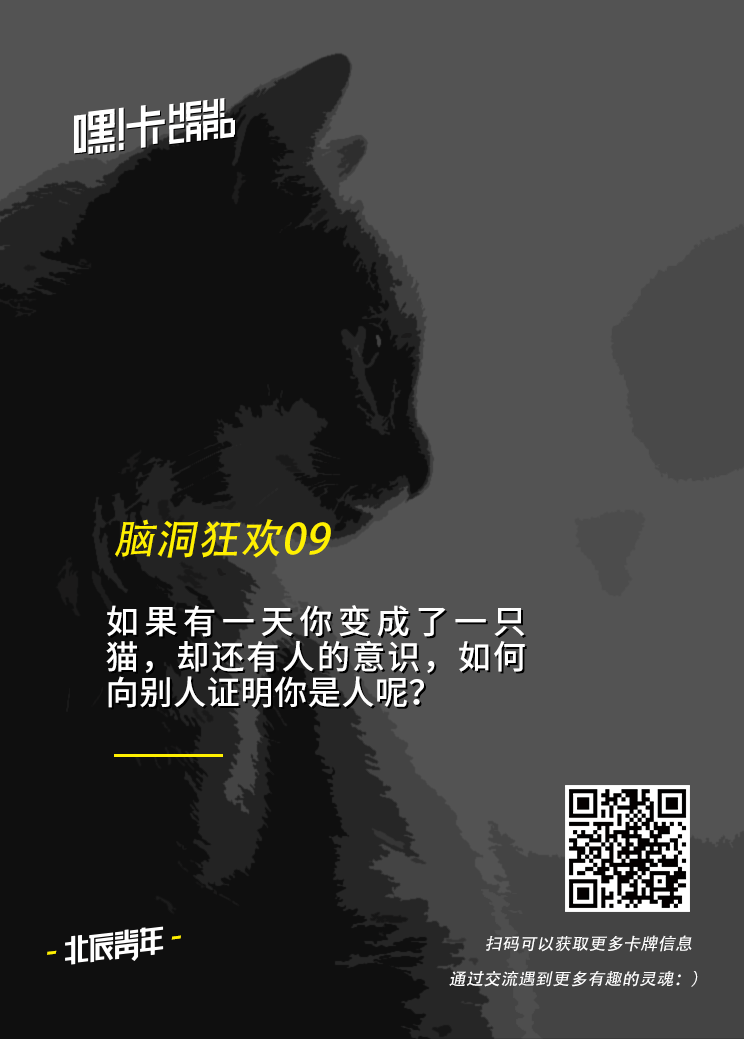 嘿!卡 HEY! CARD
脑洞狂欢09
如果有一天你变成了一只
猫，却还有人的意识，如何
向别人证明你是人呢？
- 北辰青年 -
扫码可以获取更多卡牌信息
通过交流遇到更多有趣的灵魂：）